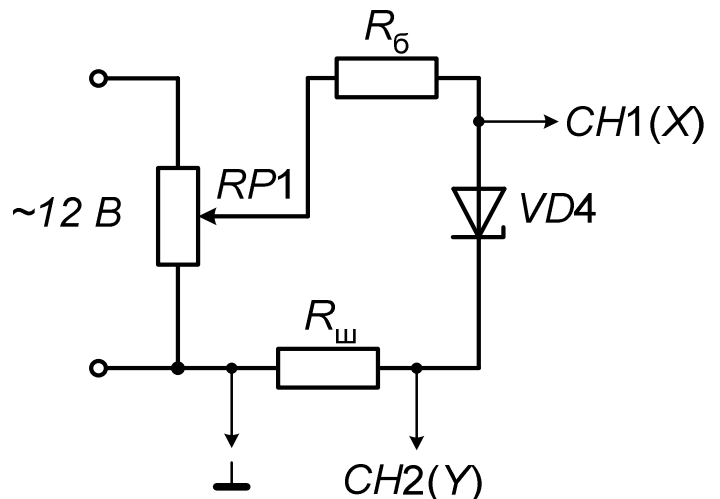 Rб
CH1(X)
RP1
~12 В
VD4
Rш
CH2(Y)